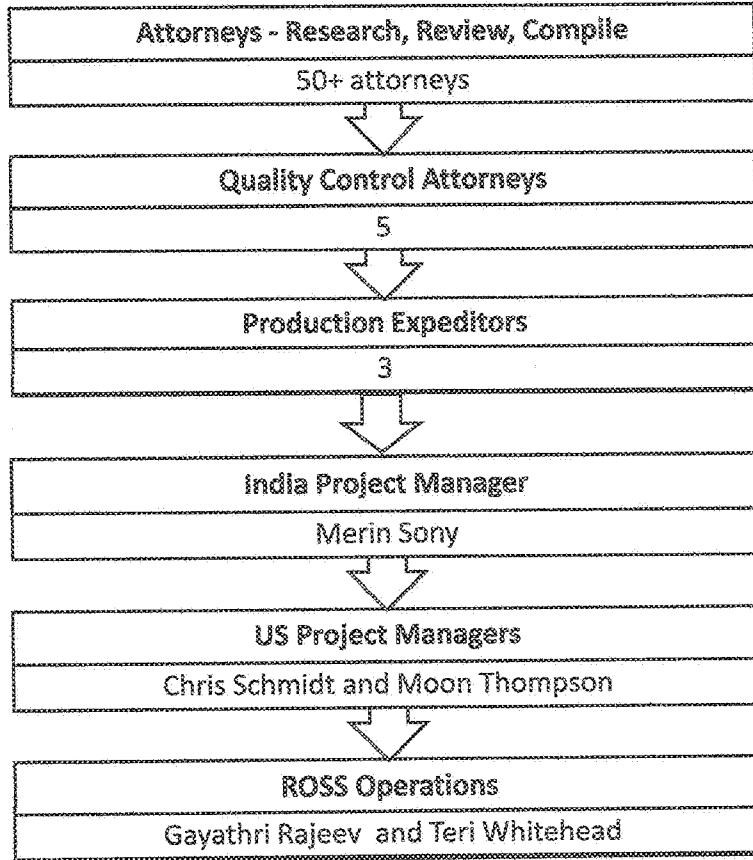 Attorneys - Research, Review, Compile
50+ attorneys
Quality Control Attorneys
5
Production Expeditors
3
India Project Manager
Merin Sony
US Project Managers
Chris Schmidt and Moon Thompson
ROSS Operations
Gayathri Rajeev and Teri Whitehead